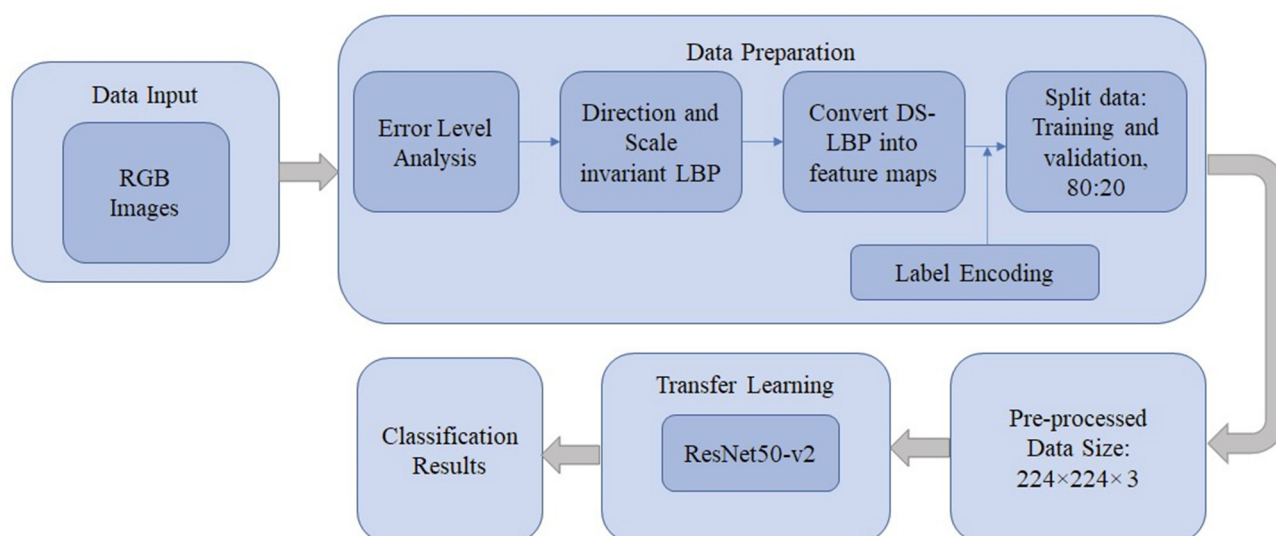 Data Input
RGB
Images
Data Preparation
Error Level
Analysis
Direction and
Scale
invariant LBP
Convert DS-
LBP into
feature maps
Split data:
Training and
validation,
80:20
Label Encoding
Pre-processed
Data Size:
224×224×3
Transfer Learning
ResNet50-v2
Classification
Results